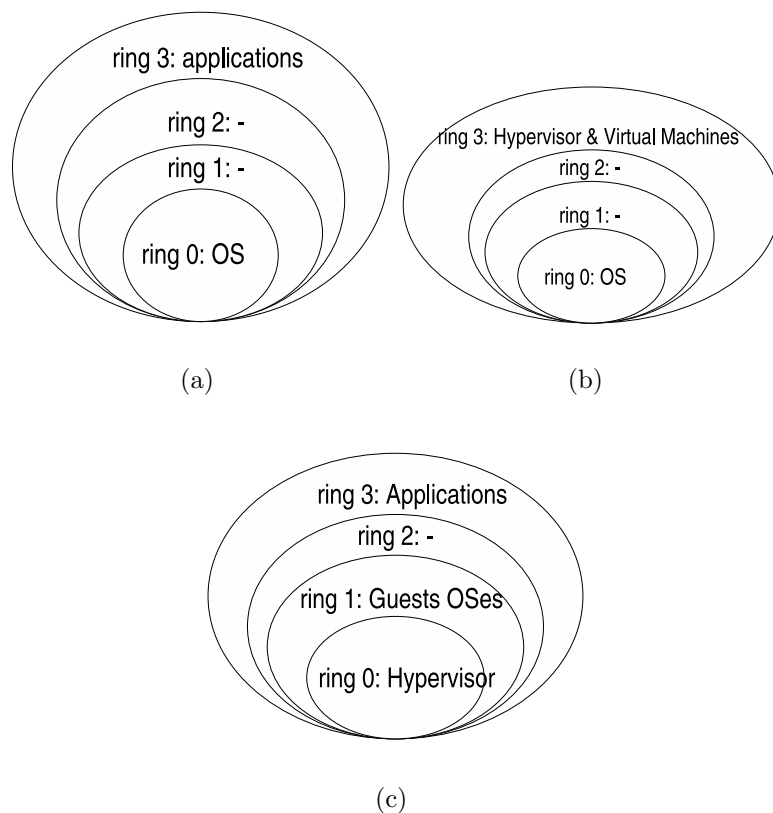 ring 3: applications
ring 2: -
ring 1: -
ring 0: OS
(a)
ring 3: Hypervisor & Virtual Machines
ring 2: -
ring 1: -
ring 0: OS
(b)
ring 3: Applications
ring 2: -
ring 1: Guests OSes
ring 0: Hypervisor
(c)